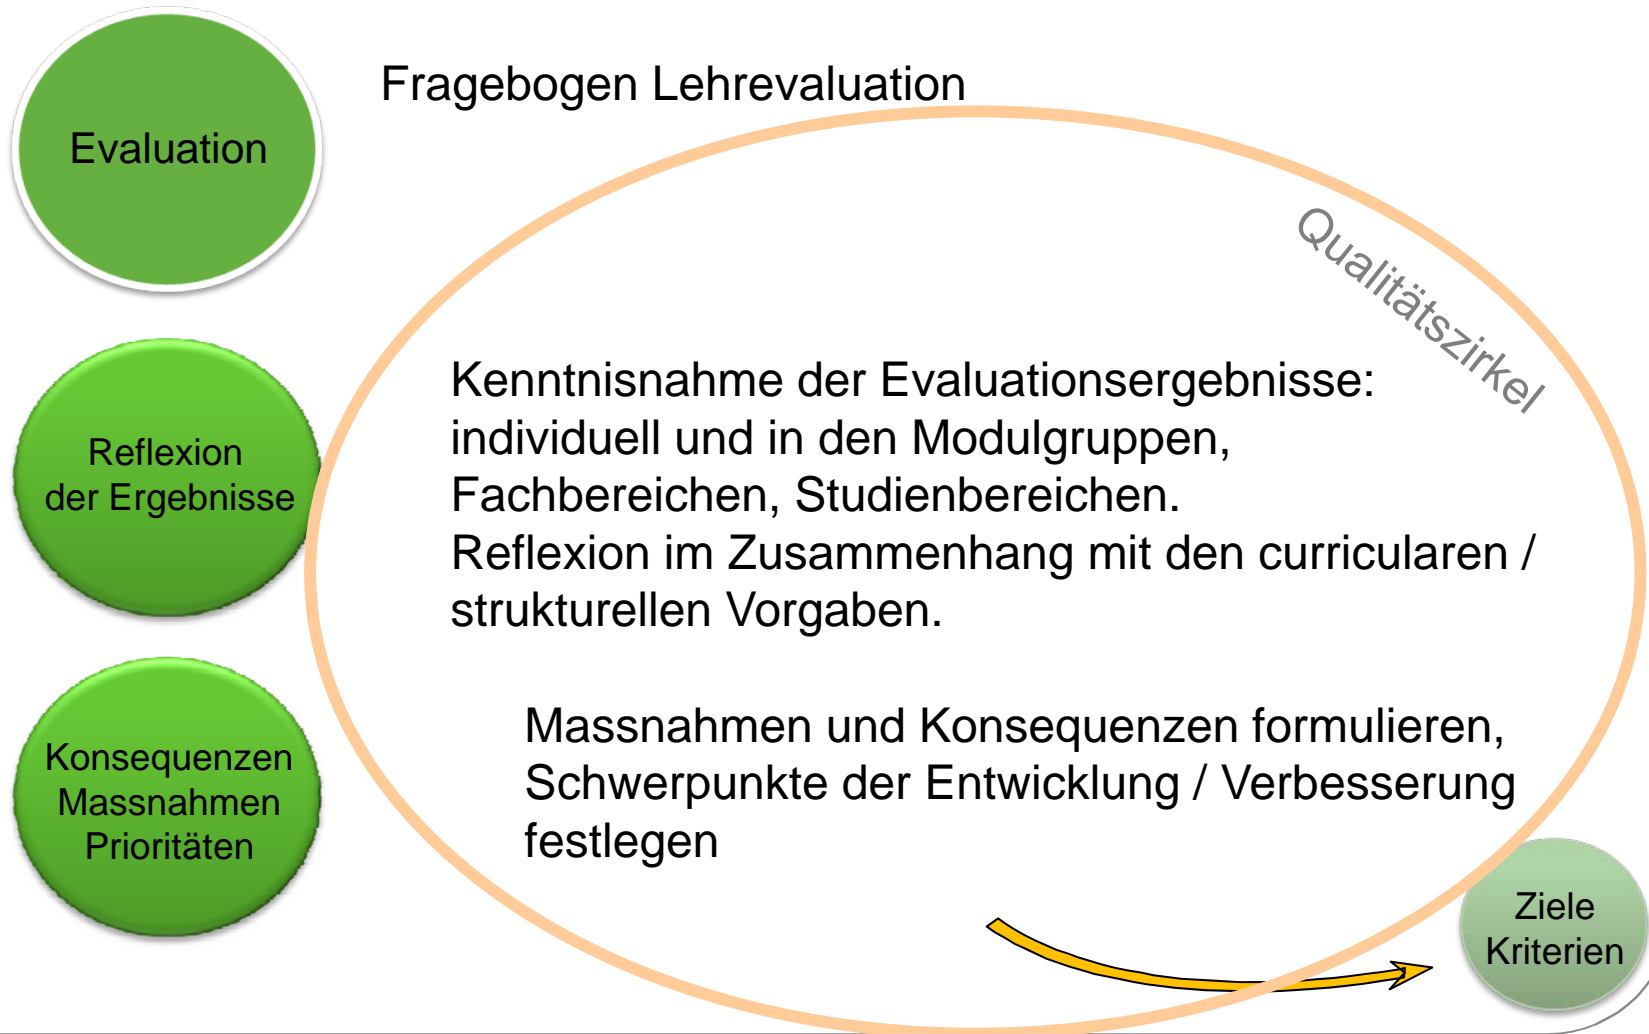 Evaluation
Fragebogen Lehrevaluation
Qualitätszirkel
Reflexion
der Ergebnisse
Kenntnisnahme der Evaluationsergebnisse:
individuell und in den Modulgruppen,
Fachbereichen, Studienbereichen.
Reflexion im Zusammenhang mit den curricularen /
strukturellen Vorgaben.
Konsequenzen
Massnahmen
Prioritäten
Massnahmen und Konsequenzen formulieren,
Schwerpunkte der Entwicklung / Verbesserung
festlegen
Ziele
Kriterien